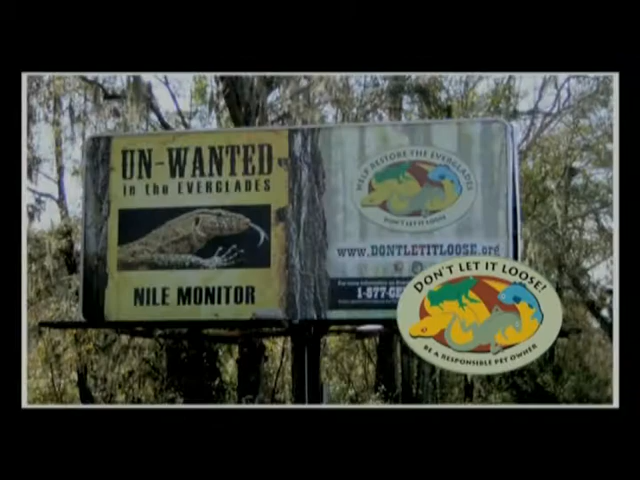 UN-WANTED
in the EVERGLADES
NILE MONITOR
HELP RESTORE THE EVERGLADES
DON'T LET IT LOOSE
www.DONTLETITLOOSE.org
1-877-
DON'T LET IT LOOSE!
BE A RESPONSIBLE PET OWNER